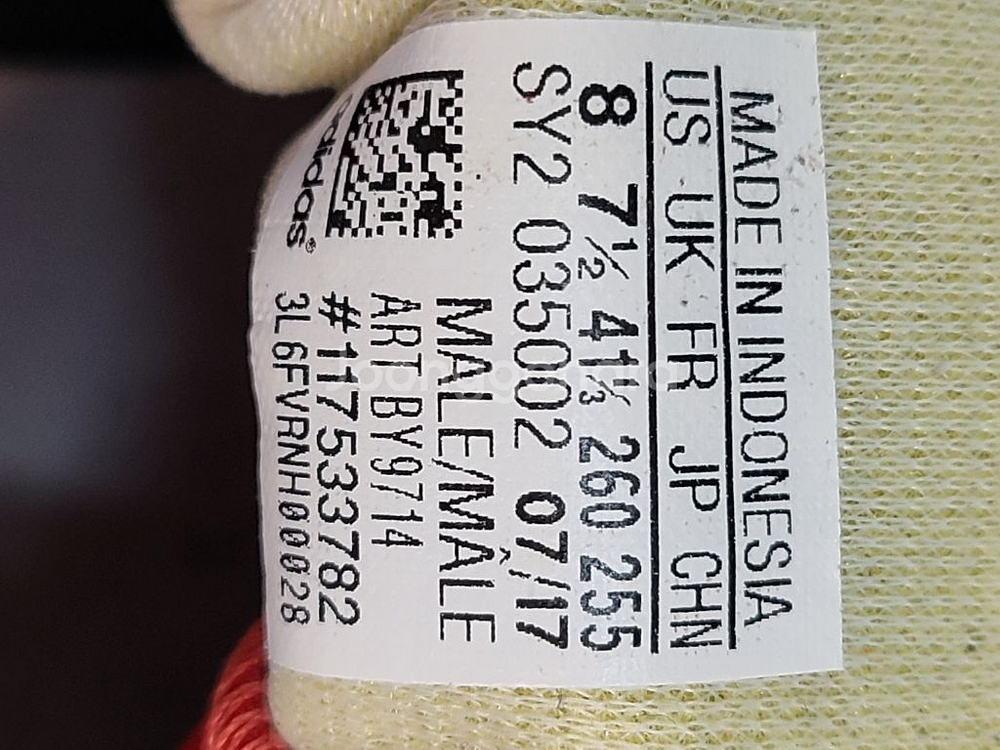 MADE IN INDONESIA
US UK FR JP CHN
8 7½ 41⅓ 260 255
SY2 035002 07/17
MALE/MÂLE
ART BY9714
#117533782
3L6FVRNH00028
adidas®